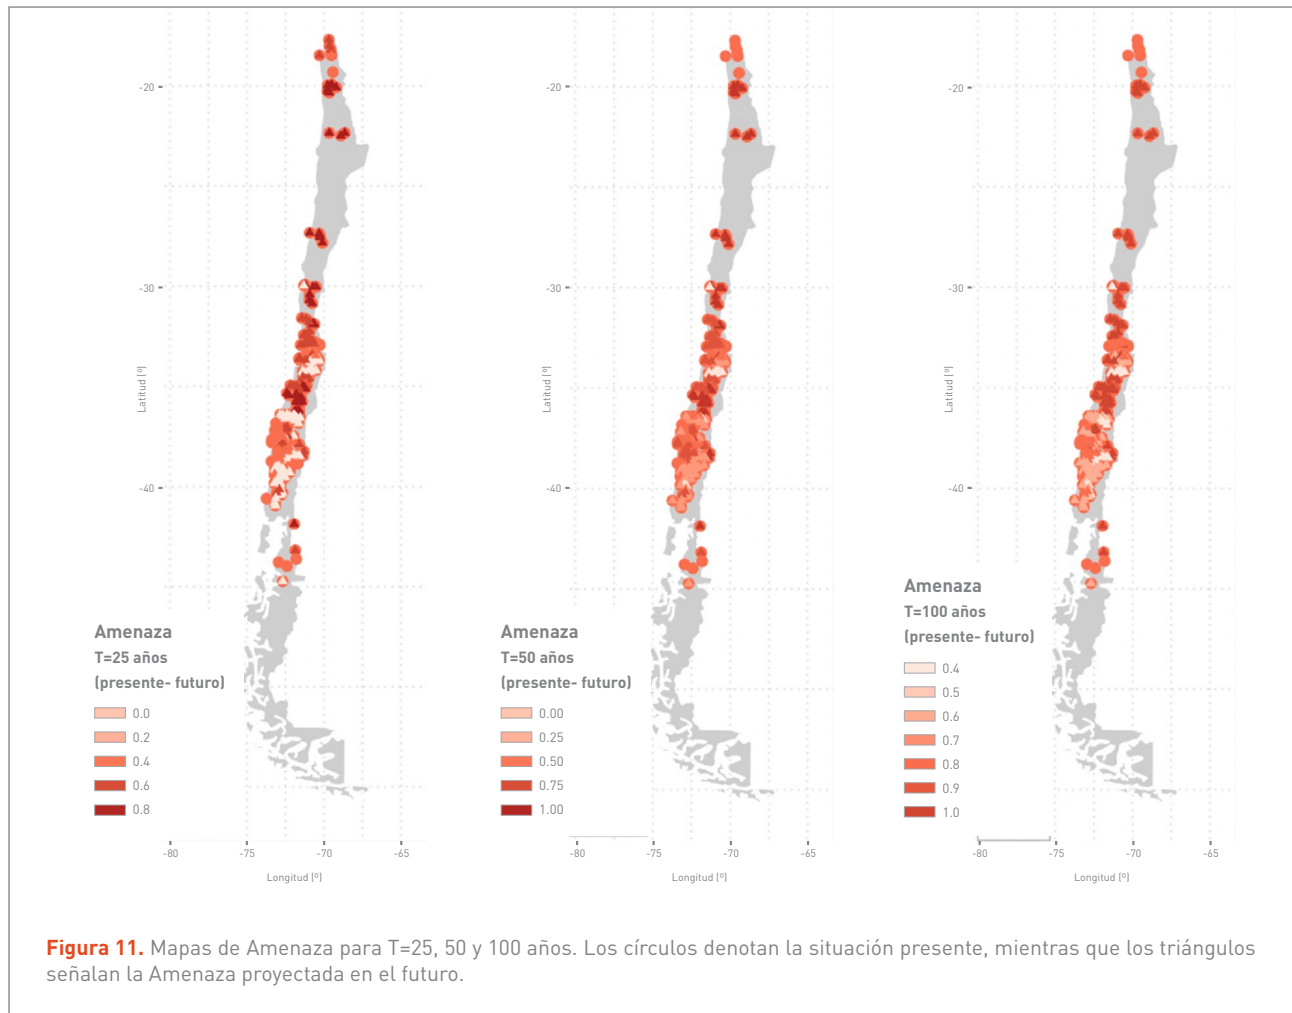 -20
-30
-40
Latitud (º)
Amenaza
T=25 años
(presente- futuro)
0.0
0.2
0.4
0.6
0.8
-80
-75
-70
-65
Longitud (º)
-20
-30
-40
Latitud (º)
Amenaza
T=50 años
(presente- futuro)
0.00
0.25
0.50
0.75
1.00
-80
-75
-70
-65
Longitud (º)
-20
-30
-40
Latitud (º)
Amenaza
T=100 años
(presente- futuro)
0.4
0.5
0.6
0.7
0.8
0.9
1.0
-80
-75
-70
-65
Longitud (º)
Figura 11. Mapas de Amenaza para T=25, 50 y 100 años. Los círculos denotan la situación presente, mientras que los triángulos
señalan la Amenaza proyectada en el futuro.